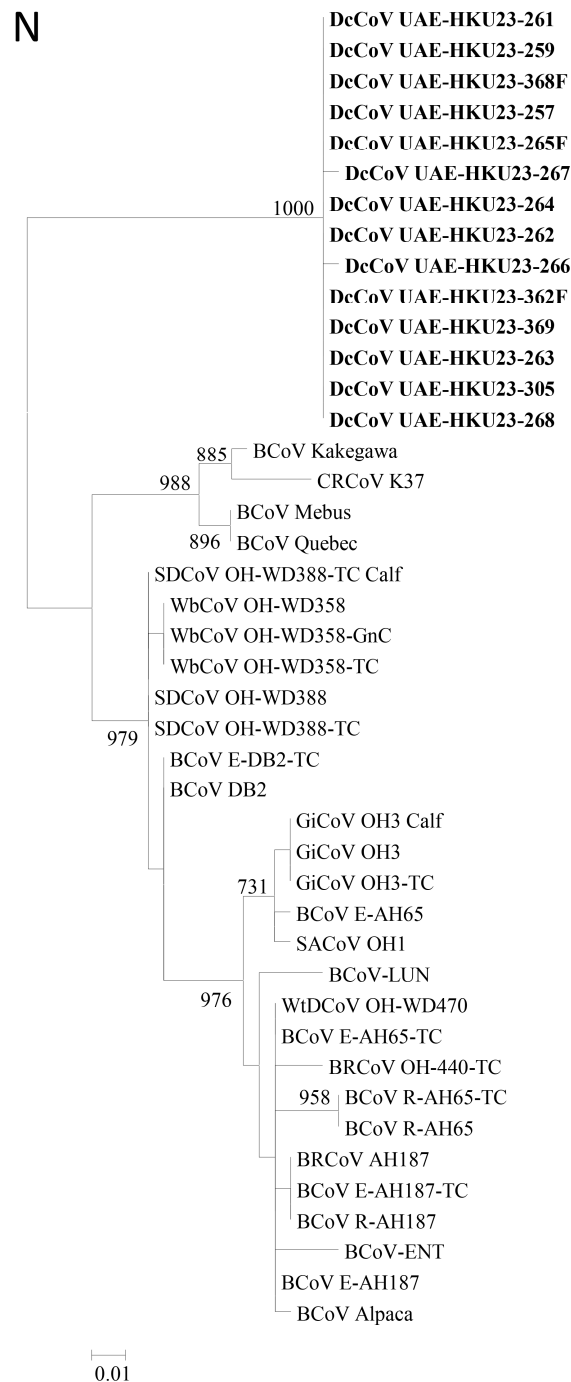 N
DcCoV UAE-HKU23-261
DcCoV UAE-HKU23-259
DcCoV UAE-HKU23-368F
DcCoV UAE-HKU23-257
DcCoV UAE-HKU23-265F
DcCoV UAE-HKU23-267
DcCoV UAE-HKU23-264
1000
DcCoV UAE-HKU23-262
DcCoV UAE-HKU23-266
DcCoV UAE-HKU23-362F
DcCoV UAE-HKU23-369
DcCoV UAE-HKU23-263
DcCoV UAE-HKU23-305
DcCoV UAE-HKU23-268
885
BCoV Kakegawa
988
CRCoV K37
BCoV Mebus
896
BCoV Quebec
SDCoV OH-WD388-TC Calf
WbCoV OH-WD358
WbCoV OH-WD358-GnC
WbCoV OH-WD358-TC
SDCoV OH-WD388
SDCoV OH-WD388-TC
979
BCoV E-DB2-TC
BCoV DB2
GiCoV OH3 Calf
GiCoV OH3
GiCoV OH3-TC
731
BCoV E-AH65
SACoV OH1
BCoV-LUN
976
WtDCoV OH-WD470
BCoV E-AH65-TC
BRCoV OH-440-TC
958
BCoV R-AH65-TC
BCoV R-AH65
BRCoV AH187
BCoV E-AH187-TC
BCoV R-AH187
BCoV-ENT
BCoV E-AH187
BCoV Alpaca
0.01